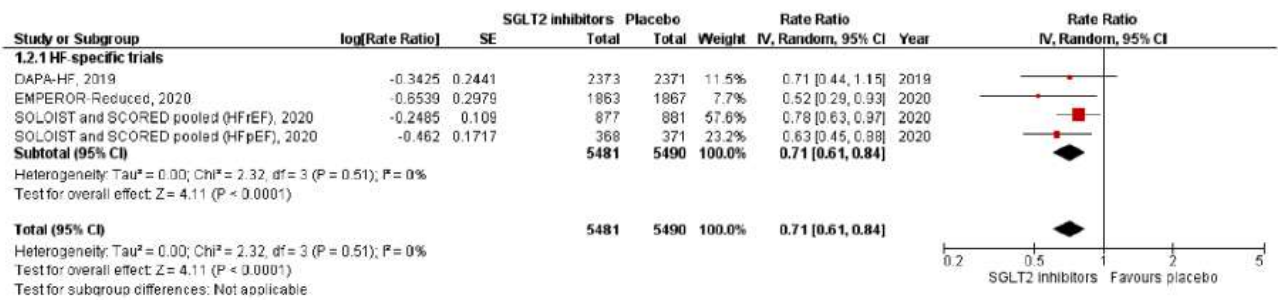 SGLT2 inhibitors Placebo Rate Ratio Rate Ratio
Study or Subgroup log[Rate Ratio] SE Total Total Weight IV, Random, 95% CI Year IV, Random, 95% CI
1.2.1 HF-specific trials
DAPA-HF, 2019 -0.3425 0.2441 2373 2371 11.5% 0.71 [0.44, 1.15] 2019
EMPEROR-Reduced, 2020 -0.6539 0.2979 1863 1867 7.7% 0.52 [0.29, 0.93] 2020
SOLOIST and SCORED pooled (HFrEF), 2020 -0.2485 0.109 877 881 57.6% 0.78 [0.63, 0.97] 2020
SOLOIST and SCORED pooled (HFpEF), 2020 -0.462 0.1717 368 371 23.2% 0.63 [0.45, 0.88] 2020
Subtotal (95% CI) 5481 5490 100.0% 0.71 [0.61, 0.84]
Heterogeneity: Tau² = 0.00; Chi² = 2.32, df = 3 (P = 0.51); I² = 0%
Test for overall effect: Z = 4.11 (P < 0.0001)
Total (95% CI) 5481 5490 100.0% 0.71 [0.61, 0.84]
Heterogeneity: Tau² = 0.00; Chi² = 2.32, df = 3 (P = 0.51); I² = 0%
Test for overall effect: Z = 4.11 (P < 0.0001)
Test for subgroup differences: Not applicable
0.2 0.5 1 2 5
SGLT2 inhibitors Favours placebo